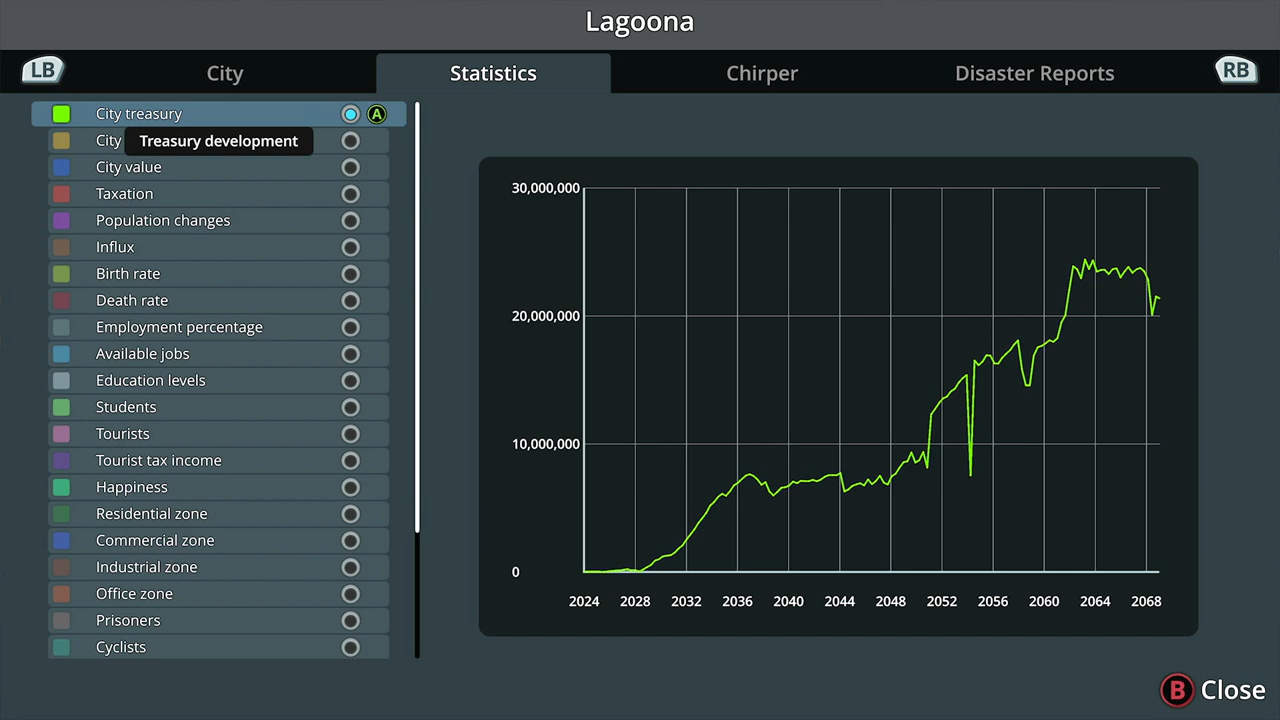 Lagoona
LB City Statistics Chirper Disaster Reports RB
City treasury A
City
Treasury development
City value
Taxation
Population changes
Influx
Birth rate
Death rate
Employment percentage
Available jobs
Education levels
Students
Tourists
Tourist tax income
Happiness
Residential zone
Commercial zone
Industrial zone
Office zone
Prisoners
Cyclists
30,000,000
20,000,000
10,000,000
0
2024 2028 2032 2036 2040 2044 2048 2052 2056 2060 2064 2068
B Close